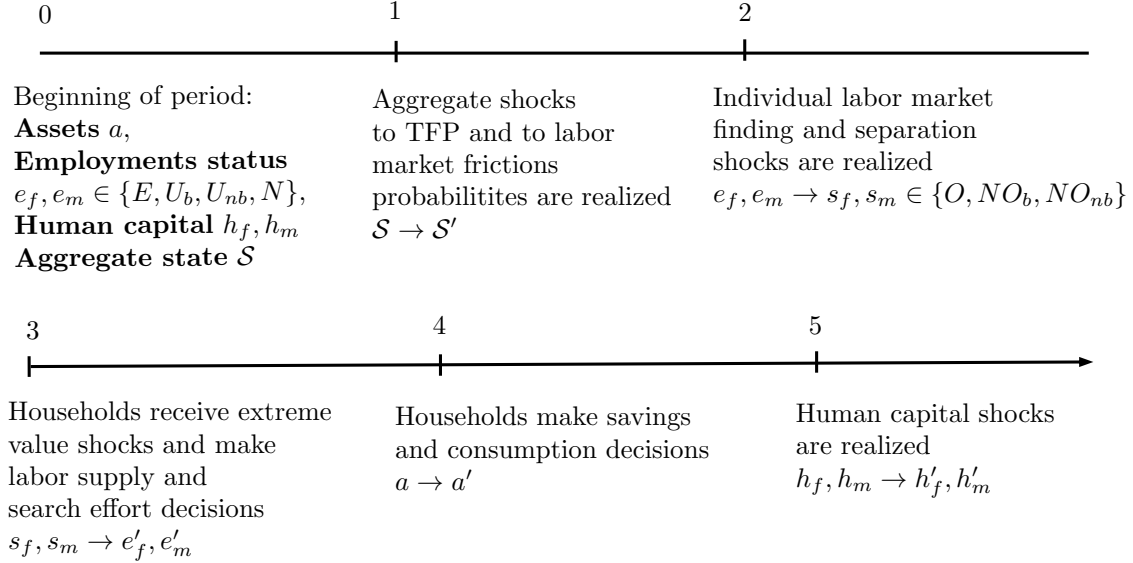 0
1
2
Beginning of period:
Assets a,
Employments status
e_f, e_m ∈ {E, U_b, U_{nb}, N},
Human capital h_f, h_m
Aggregate state 𝒮
Aggregate shocks
to TFP and to labor
market frictions
probabilitites are realized
𝒮 → 𝒮′
Individual labor market
finding and separation
shocks are realized
e_f, e_m → s_f, s_m ∈ {O, NO_b, NO_{nb}}
3
4
5
Households receive extreme
value shocks and make
labor supply and
search effort decisions
s_f, s_m → e′_f, e′_m
Households make savings
and consumption decisions
a → a′
Human capital shocks
are realized
h_f, h_m → h′_f, h′_m